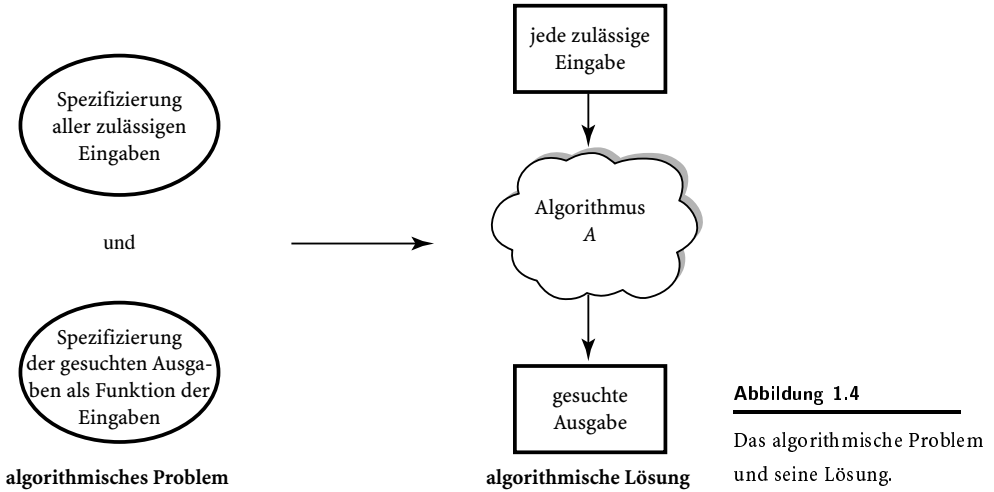 Spezifizierung
aller zulässigen
Eingaben
und
Spezifizierung
der gesuchten Ausga-
ben als Funktion der
Eingaben
algorithmisches Problem
jede zulässige
Eingabe
Algorithmus
A
gesuchte
Ausgabe
algorithmische Lösung
Abbildung 1.4
Das algorithmische Problem
und seine Lösung.